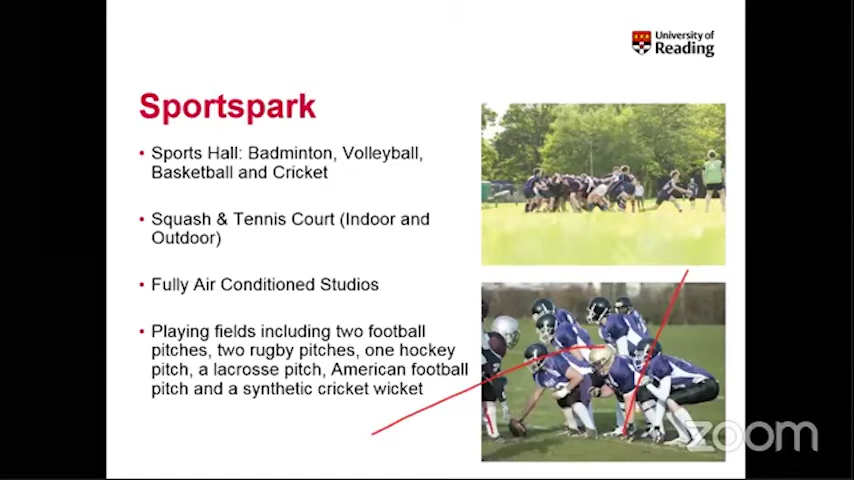 University of
Reading
Sportspark
• Sports Hall: Badminton, Volleyball,
Basketball and Cricket
• Squash & Tennis Court (Indoor and
Outdoor)
• Fully Air Conditioned Studios
• Playing fields including two football
pitches, two rugby pitches, one hockey
pitch, a lacrosse pitch, American football
pitch and a synthetic cricket wicket
zoom